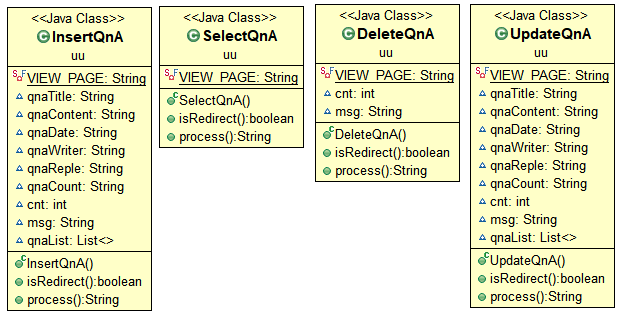 <<Java Class>>
InsertQnA
uu
VIEW_PAGE: String
qnaTitle: String
qnaContent: String
qnaDate: String
qnaWriter: String
qnaReple: String
qnaCount: String
cnt: int
msg: String
qnaList: List<>
InsertQnA()
isRedirect():boolean
process():String
<<Java Class>>
SelectQnA
uu
VIEW_PAGE: String
SelectQnA()
isRedirect():boolean
process():String
<<Java Class>>
DeleteQnA
uu
VIEW_PAGE: String
cnt: int
msg: String
DeleteQnA()
isRedirect():boolean
process():String
<<Java Class>>
UpdateQnA
uu
VIEW_PAGE: String
qnaTitle: String
qnaContent: String
qnaDate: String
qnaWriter: String
qnaReple: String
qnaCount: String
cnt: int
msg: String
qnaList: List<>
UpdateQnA()
isRedirect():boolean
process():String